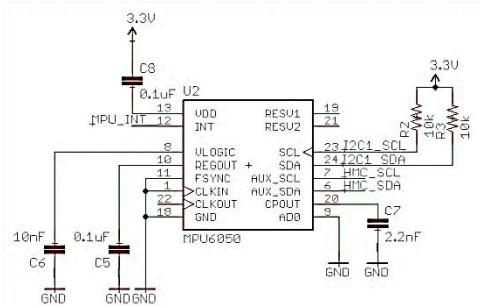 3.3V
C8
0.1uF
U2
3.3V
MPU_INT
13 VDD RESV1 19
12 INT RESV2 21
R2 10k R3 10k
8 VLOGIC SCL 23 I2C1_SCL
10 REGOUT + SDA 24 I2C1_SDA
11 FSYNC AUX_SCL 7 HMC_SCL
1 CLKIN AUX_SDA 6 HMC_SDA
22 CLKOUT CPOUT 20
18 GND AD0 9
MPU6050
10nF
C6
0.1uF
C5
C7
2.2nF
GND GND GND GND GND